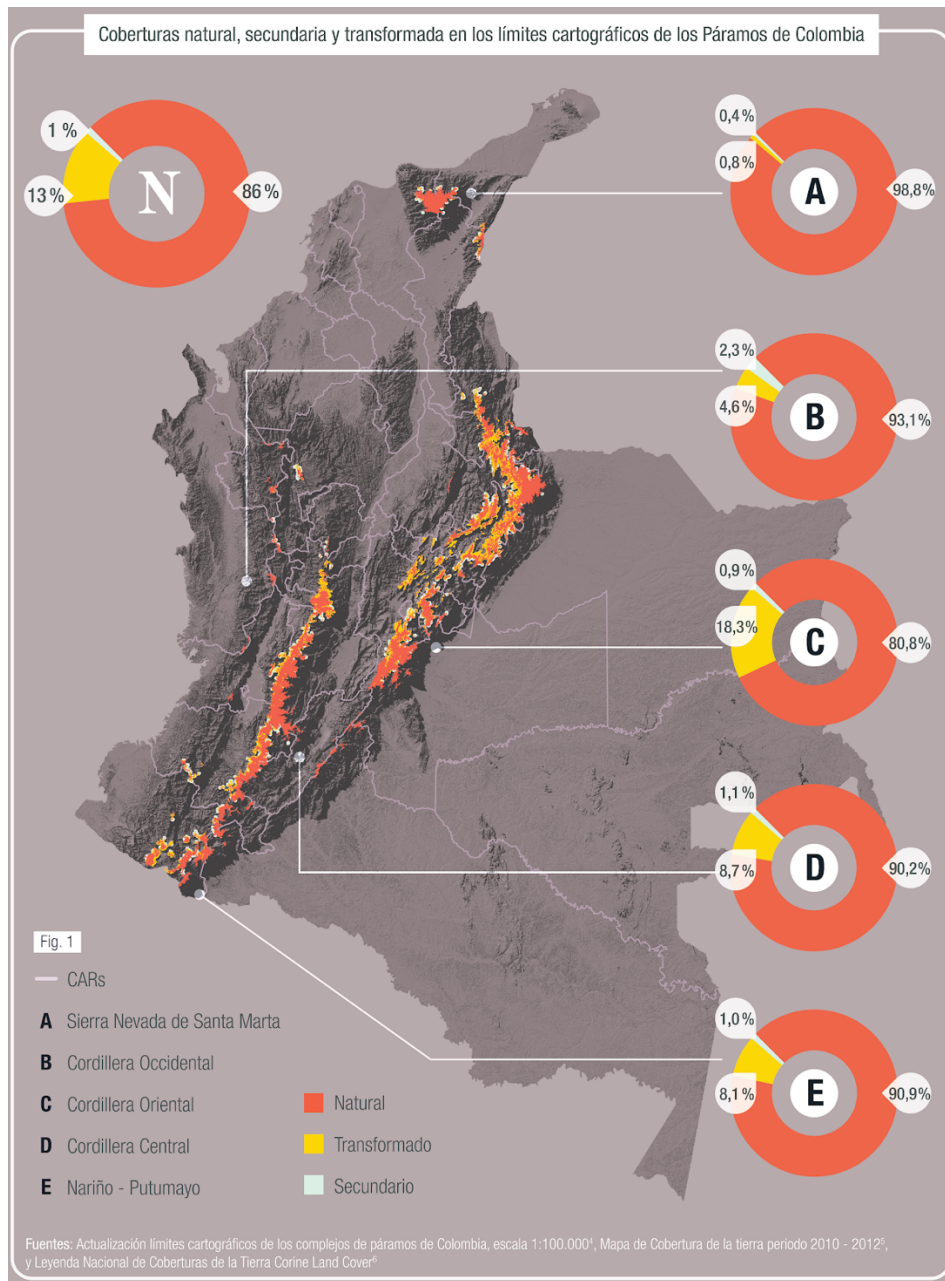 Coberturas natural, secundaria y transformada en los límites cartográficos de los Páramos de Colombia
1 %
13 %
N
86 %
0,4%
0,8%
A
98,8%
2,3%
4,6%
B
93,1%
0,9%
18,3%
C
80,8%
1,1%
8,7%
D
90,2%
1,0%
8,1%
E
90,9%
Fig. 1
CARs
A Sierra Nevada de Santa Marta
B Cordillera Occidental
C Cordillera Oriental
D Cordillera Central
E Nariño - Putumayo
Natural
Transformado
Secundario
Fuentes: Actualización límites cartográficos de los complejos de páramos de Colombia, escala 1:100.000⁴, Mapa de Cobertura de la tierra periodo 2010 - 2012⁵,
y Leyenda Nacional de Coberturas de la Tierra Corine Land Cover⁶